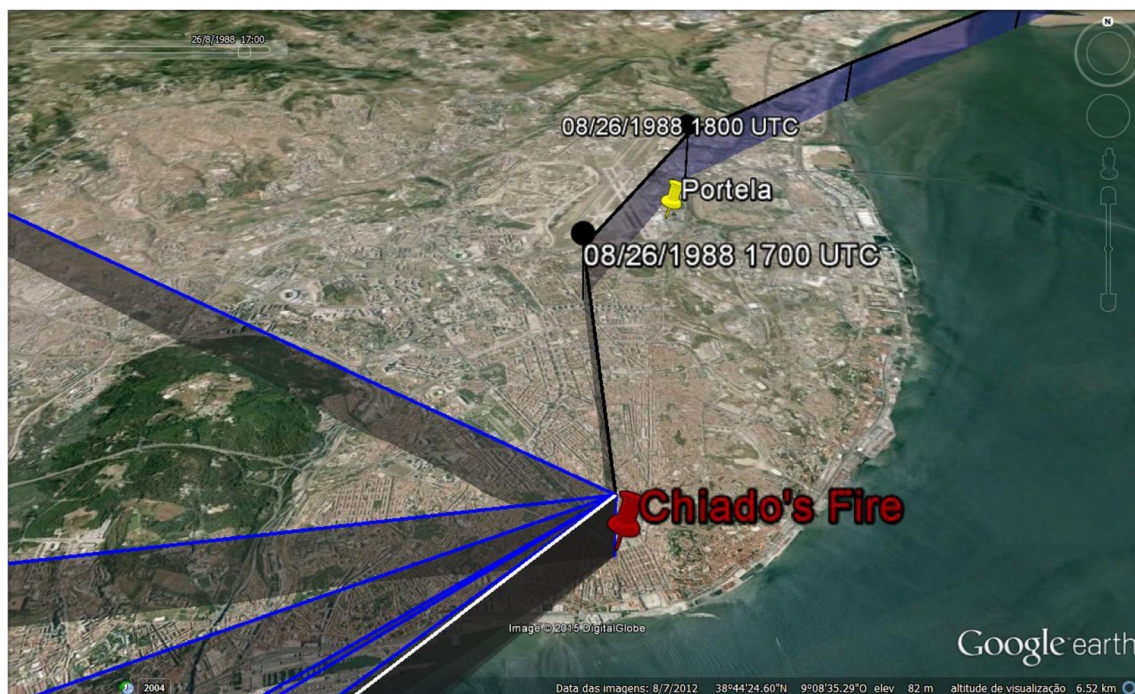 26/8/1988 17:00
N
08/26/1988 1800 UTC
Portela
08/26/1988 1700 UTC
Chiado's Fire
Image © 2015 DigitalGlobe
Google earth
2004
Data das imagens: 8/7/2012 38°44'24.60"N 9°08'35.29"O elev 82 m altitude de visualização 6.52 km